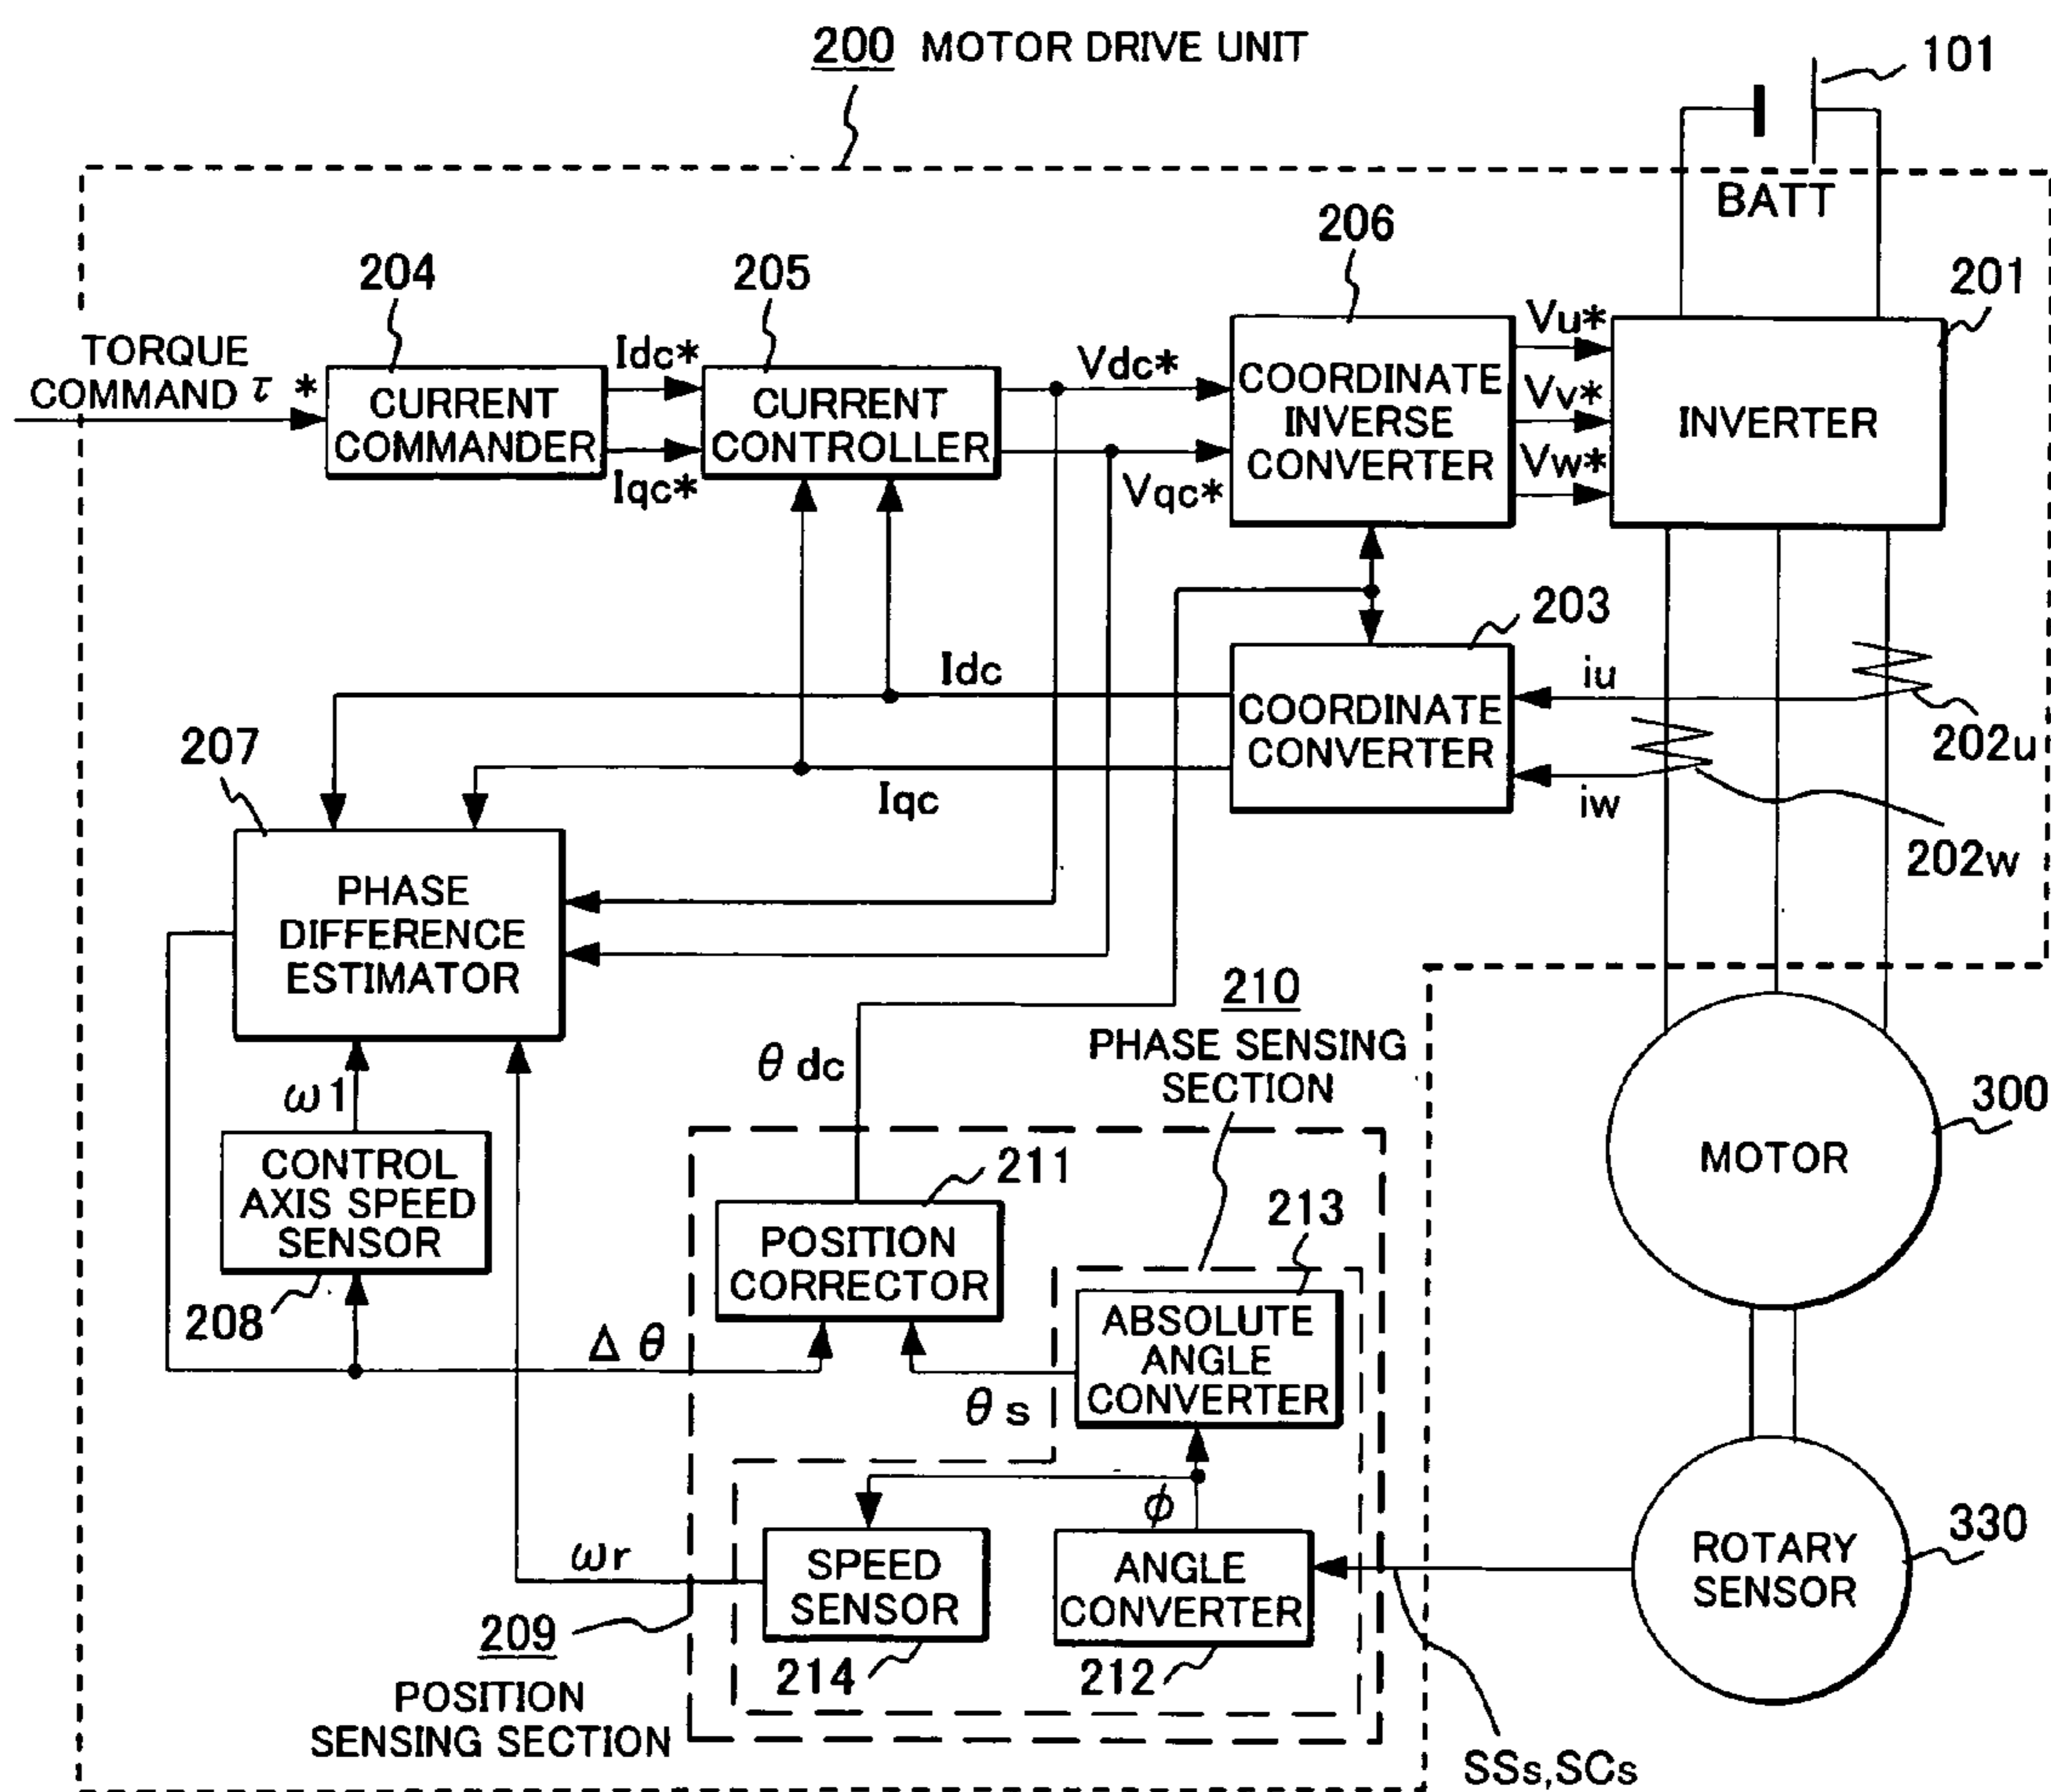 200 MOTOR DRIVE UNIT
101
BATT
206
204
205
201
TORQUE
COMMAND τ *
Idc*
Iqc*
CURRENT
COMMANDER
CURRENT
CONTROLLER
Vdc*
Vqc*
COORDINATE
INVERSE
CONVERTER
Vu*
Vv*
Vw*
INVERTER
203
Idc
Iqc
COORDINATE
CONVERTER
iu
iw
202u
202w
207
PHASE
DIFFERENCE
ESTIMATOR
210
PHASE SENSING
SECTION
θ dc
ω1
300
MOTOR
CONTROL
AXIS SPEED
SENSOR
208
211
POSITION
CORRECTOR
213
ABSOLUTE
ANGLE
CONVERTER
Δ θ
θ s
φ
ωr
SPEED
SENSOR
214
ANGLE
CONVERTER
212
ROTARY
SENSOR
330
209
POSITION
SENSING SECTION
SSs,SCs